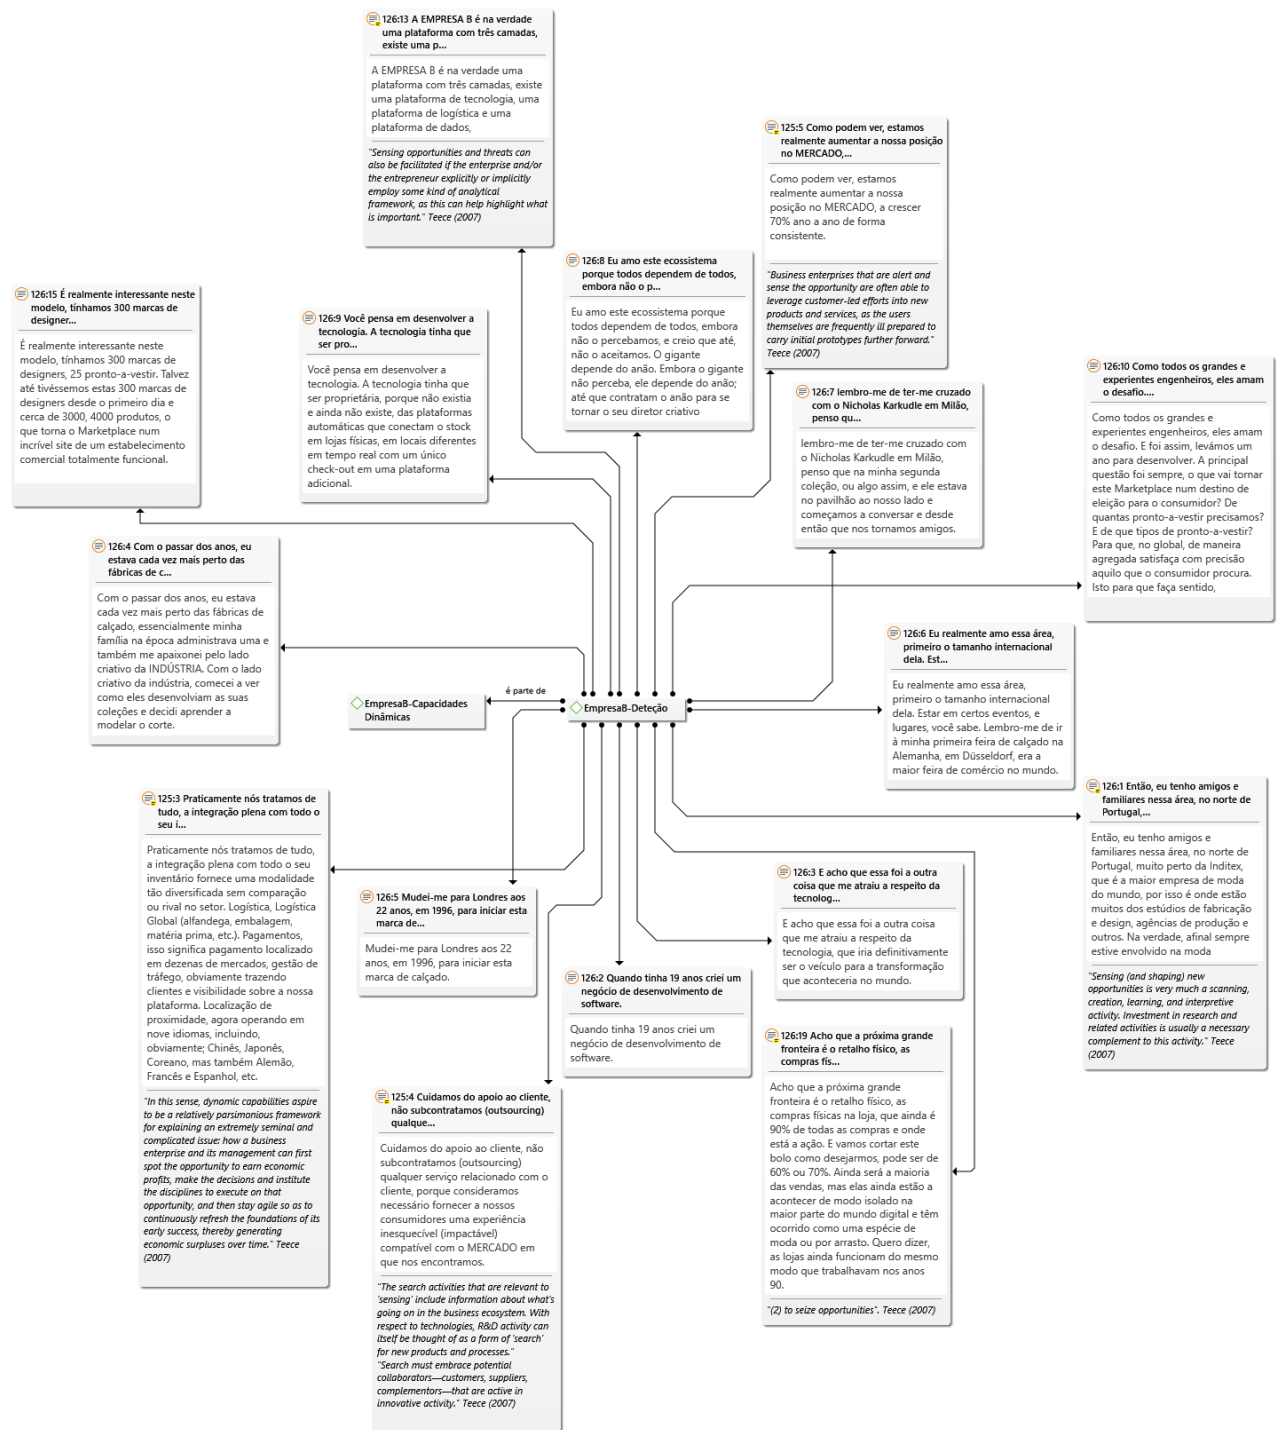 126:13 A EMPRESA B é na verdade
uma plataforma com três camadas,
existe uma p...
A EMPRESA B é na verdade uma
plataforma com três camadas, existe
uma plataforma de tecnologia, uma
plataforma de logística e uma
plataforma de dados,
"Sensing opportunities and threats can
also be facilitated if the enterprise and/or
the entrepreneur explicitly or implicitly
employ some kind of analytical
framework, as this can help highlight what
is important." Teece (2007)
125:5 Como podem ver, estamos
realmente aumentar a nossa posição
no MERCADO,...
Como podem ver, estamos
realmente aumentar a nossa
posição no MERCADO, a crescer
70% ano a ano de forma
consistente.
"Business enterprises that are alert and
sense the opportunity are often able to
leverage customer-led efforts into new
products and services, as the users
themselves are frequently ill prepared to
carry initial prototypes further forward."
Teece (2007)
126:8 Eu amo este ecossistema
porque todos dependem de todos,
embora não o p...
Eu amo este ecossistema porque
todos dependem de todos, embora
não o percebamos, e creio que até,
não o aceitamos. O gigante
depende do anão. Embora o gigante
não perceba, ele depende do anão;
até que contratam o anão para se
tornar o seu diretor criativo
126:15 É realmente interessante neste
modelo, tínhamos 300 marcas de
designer...
É realmente interessante neste
modelo, tínhamos 300 marcas de
designers, 25 pronto-a-vestir. Talvez
até tivéssemos estas 300 marcas de
designers desde o primeiro dia e
cerca de 3000, 4000 produtos, o
que torna o Marketplace num
incrível site de um estabelecimento
comercial totalmente funcional.
126:9 Você pensa em desenvolver a
tecnologia. A tecnologia tinha que
ser pro...
Você pensa em desenvolver a
tecnologia. A tecnologia tinha que
ser proprietária, porque não existia
e ainda não existe, das plataformas
automáticas que conectam o stock
em lojas físicas, em locais diferentes
em tempo real com um único
check-out em uma plataforma
adicional.
126:10 Como todos os grandes e
experientes engenheiros, eles amam
o desafio....
Como todos os grandes e
experientes engenheiros, eles amam
o desafio. E foi assim, levámos um
ano para desenvolver. A principal
questão foi sempre, o que vai tornar
este Marketplace num destino de
eleição para o consumidor? De
quantas pronto-a-vestir precisamos?
E de que tipos de pronto-a-vestir?
Para que, no global, de maneira
agregada satisfaça com precisão
aquilo que o consumidor procura.
Isto para que faça sentido,
126:7 lembro-me de ter-me cruzado
com o Nicholas Karkudle em Milão,
penso qu...
lembro-me de ter-me cruzado com
o Nicholas Karkudle em Milão,
penso que na minha segunda
coleção, ou algo assim, e ele estava
no pavilhão ao nosso lado e
começamos a conversar e desde
então que nos tornamos amigos.
126:4 Com o passar dos anos, eu
estava cada vez mais perto das
fábricas de c...
Com o passar dos anos, eu estava
cada vez mais perto das fábricas de
calçado, essencialmente minha
família na época administrava uma e
também me apaixonei pelo lado
criativo da INDÚSTRIA. Com o lado
criativo da indústria, comecei a ver
como eles desenvolviam as suas
coleções e decidi aprender a
modelar o corte.
126:6 Eu realmente amo essa área,
primeiro o tamanho internacional
dela. Est...
Eu realmente amo essa área,
primeiro o tamanho internacional
dela. Estar em certos eventos, e
lugares, você sabe. Lembro-me de ir
à minha primeira feira de calçado na
Alemanha, em Düsseldorf, era a
maior feira de comércio no mundo.
é parte de
EmpresaB-Capacidades
Dinâmicas
EmpresaB-Deteção
125:3 Praticamente nós tratamos de
tudo, a integração plena com todo o
seu i...
Praticamente nós tratamos de
tudo, a integração plena com todo o seu
inventário fornece uma modalidade
tão diversificada sem comparação
ou rival no setor. Logística, Logística
Global (alfandega, embalagem,
matéria prima, etc.). Pagamentos,
isso significa pagamento localizado
em dezenas de mercados, gestão de
tráfego, obviamente trazendo
clientes e visibilidade sobre a nossa
plataforma. Localização de
proximidade, agora operando em
nove idiomas, incluindo,
obviamente; Chinês, Japonês,
Coreano, mas também Alemão,
Francês e Espanhol, etc.
"In this sense, dynamic capabilities aspire
to be a relatively parsimonious framework
for explaining an extremely seminal and
complicated issue: how a business
enterprise and its management can first
spot the opportunity to earn economic
profits, make the decisions and institute
the disciplines to execute on that
opportunity, and then stay agile so as to
continuously refresh the foundations of its
early success, thereby generating
economic surpluses over time." Teece
(2007)
126:1 Então, eu tenho amigos e
familiares nessa área, no norte de
Portugal,...
Então, eu tenho amigos e
familiares nessa área, no norte de
Portugal, muito perto da Inditex,
que é a maior empresa de moda
do mundo, por isso é onde estão
muitos dos estúdios de fabricação
e design, agências de produção e
outros. Na verdade, afinal sempre
estive envolvido na moda
"Sensing (and shaping) new
opportunities is very much a scanning,
creation, learning, and interpretive
activity. Investment in research and
related activities is usually a necessary
complement to this activity." Teece
(2007)
126:5 Mudei-me para Londres aos
22 anos, em 1996, para iniciar esta
marca de...
Mudei-me para Londres aos 22
anos, em 1996, para iniciar esta
marca de calçado.
126:3 E acho que essa foi a outra
coisa que me atraiu a respeito da
tecnolog...
E acho que essa foi a outra coisa
que me atraiu a respeito da
tecnologia, que iria definitivamente
ser o veículo para a transformação
que aconteceria no mundo.
126:2 Quando tinha 19 anos criei um
negócio de desenvolvimento de
software.
Quando tinha 19 anos criei um
negócio de desenvolvimento de
software.
126:19 Acho que a próxima grande
fronteira é o retalho físico, as
compras fís...
Acho que a próxima grande
fronteira é o retalho físico, as
compras físicas na loja, que ainda é
90% de todas as compras e onde
está a ação. E vamos cortar este
bolo como desejarmos, pode ser de
60% ou 70%. Ainda será a maioria
das vendas, mas elas ainda estão a
acontecer de modo isolado na
maior parte do mundo digital e têm
ocorrido como uma espécie de
moda ou por arrasto. Quero dizer,
as lojas ainda funcionam do mesmo
modo que trabalhavam nos anos
90.
"(2) to seize opportunities". Teece (2007)
125:4 Cuidamos do apoio ao cliente,
não subcontratamos (outsourcing)
qualque...
Cuidamos do apoio ao cliente, não
subcontratamos (outsourcing)
qualquer serviço relacionado com o
cliente, porque consideramos
necessário fornecer a nossos
consumidores uma experiência
inesquecível (impactável)
compatível com o MERCADO em
que nos encontramos.
"The search activities that are relevant to
'sensing' include information about what's
going on in the business ecosystem. With
respect to technologies, R&D activity can
itself be thought of as a form of 'search'
for new products and processes."
"Search must embrace potential
collaborators—customers, suppliers,
complementors—that are active in
innovative activity." Teece (2007)